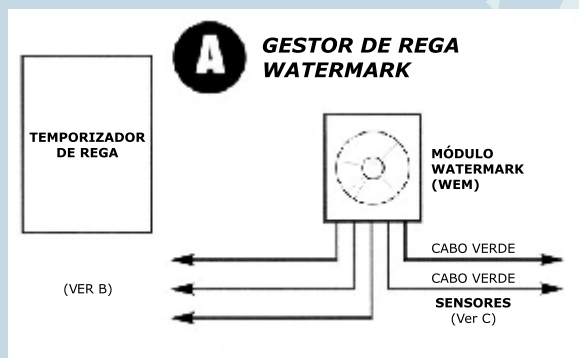 A
GESTOR DE REGA
WATERMARK
TEMPORIZADOR
DE REGA
MÓDULO
WATERMARK
(WEM)
CABO VERDE
(VER B)
CABO VERDE
SENSORES
(Ver C)